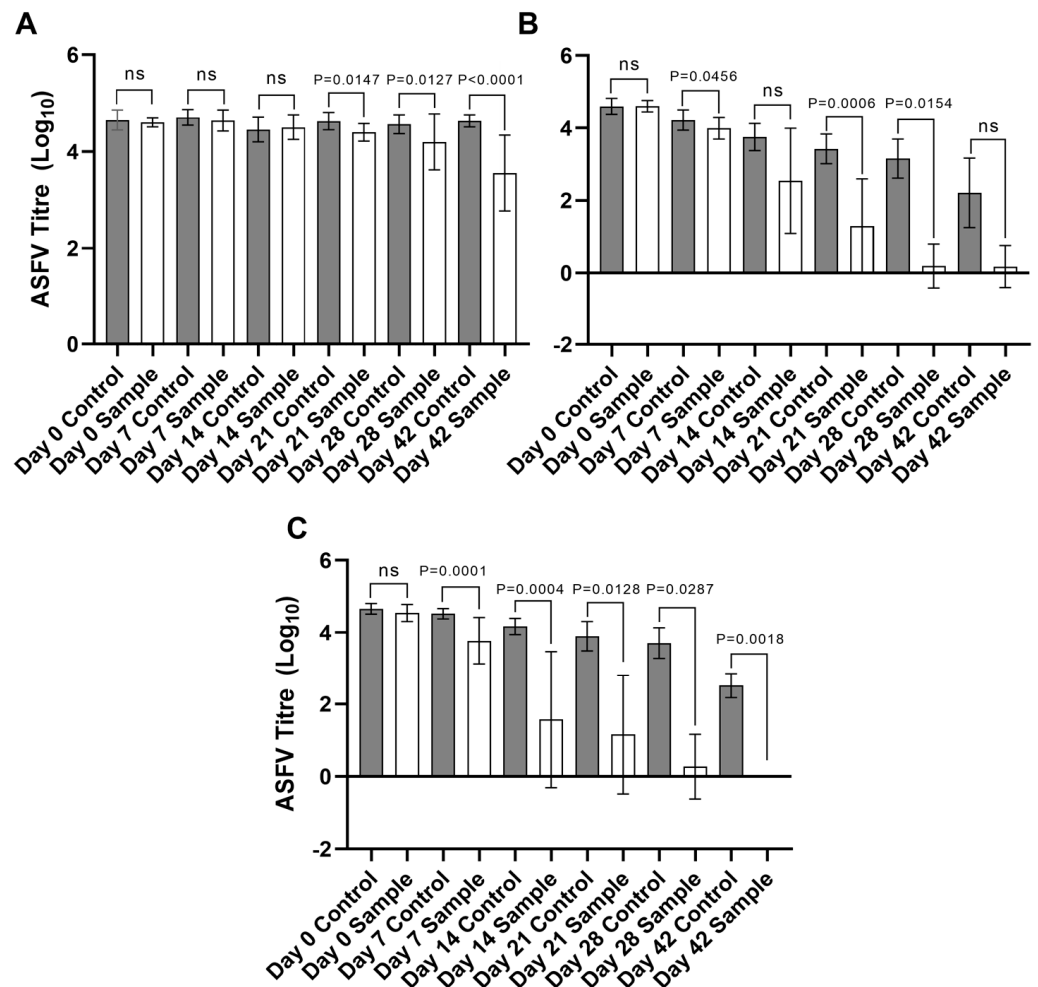 A
ASFV Titre (Log10)
6
4
2
0
ns
ns
ns
P=0.0147
P=0.0127
P<0.0001
Day 0 Control
Day 0 Sample
Day 7 Control
Day 7 Sample
Day 14 Control
Day 14 Sample
Day 21 Control
Day 21 Sample
Day 28 Control
Day 28 Sample
Day 42 Control
Day 42 Sample
B
6
4
2
0
-2
ns
P=0.0456
ns
P=0.0006
P=0.0154
ns
Day 0 Control
Day 0 Sample
Day 7 Control
Day 7 Sample
Day 14 Control
Day 14 Sample
Day 21 Control
Day 21 Sample
Day 28 Control
Day 28 Sample
Day 42 Control
Day 42 Sample
C
ASFV Titre (Log10)
6
4
2
0
-2
ns
P=0.0001
P=0.0004
P=0.0128
P=0.0287
P=0.0018
Day 0 Control
Day 0 Sample
Day 7 Control
Day 7 Sample
Day 14 Control
Day 14 Sample
Day 21 Control
Day 21 Sample
Day 28 Control
Day 28 Sample
Day 42 Control
Day 42 Sample